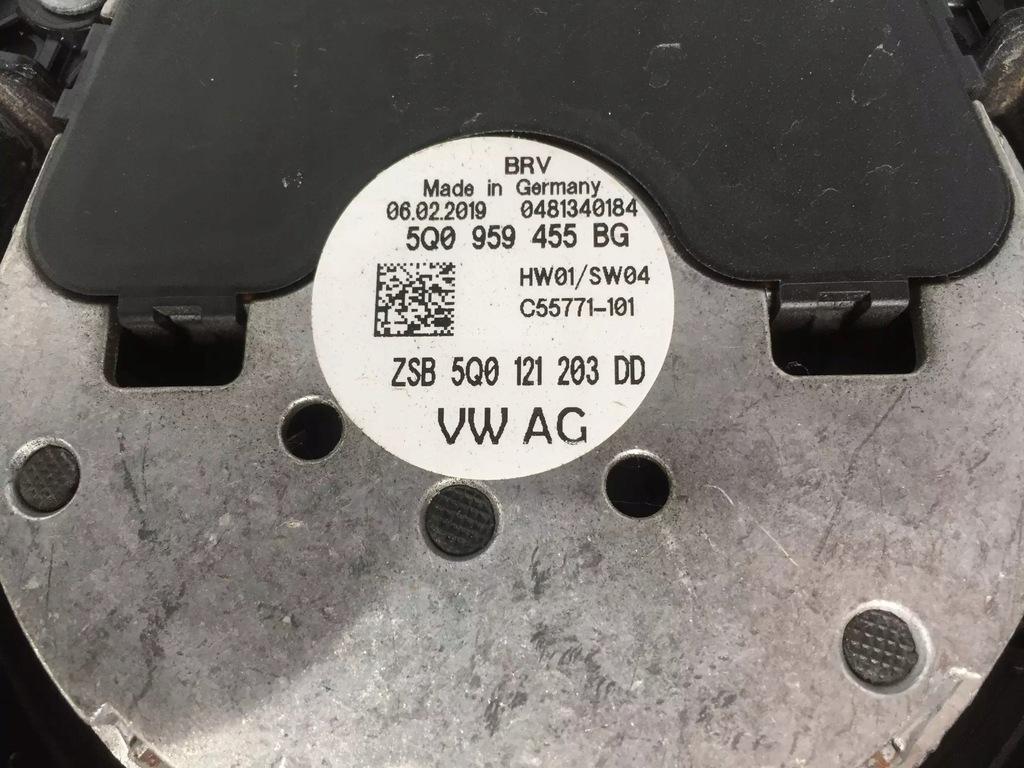 BRV
Made in Germany
06.02.2019 0481340184
5Q0 959 455 BG
HW01/SW04
C55771-101
ZSB 5Q0 121 203 DD
VW AG